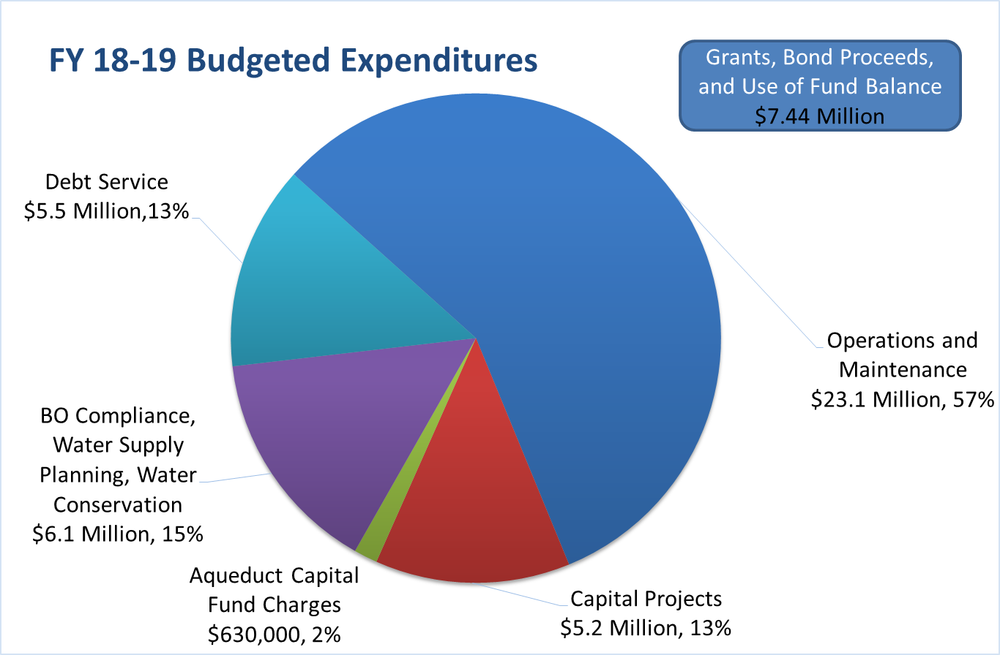 FY 18-19 Budgeted Expenditures
Grants, Bond Proceeds,
and Use of Fund Balance
$7.44 Million
Debt Service
$5.5 Million,13%
Operations and
Maintenance
$23.1 Million, 57%
BO Compliance,
Water Supply
Planning, Water
Conservation
$6.1 Million, 15%
Aqueduct Capital
Fund Charges
$630,000, 2%
Capital Projects
$5.2 Million, 13%